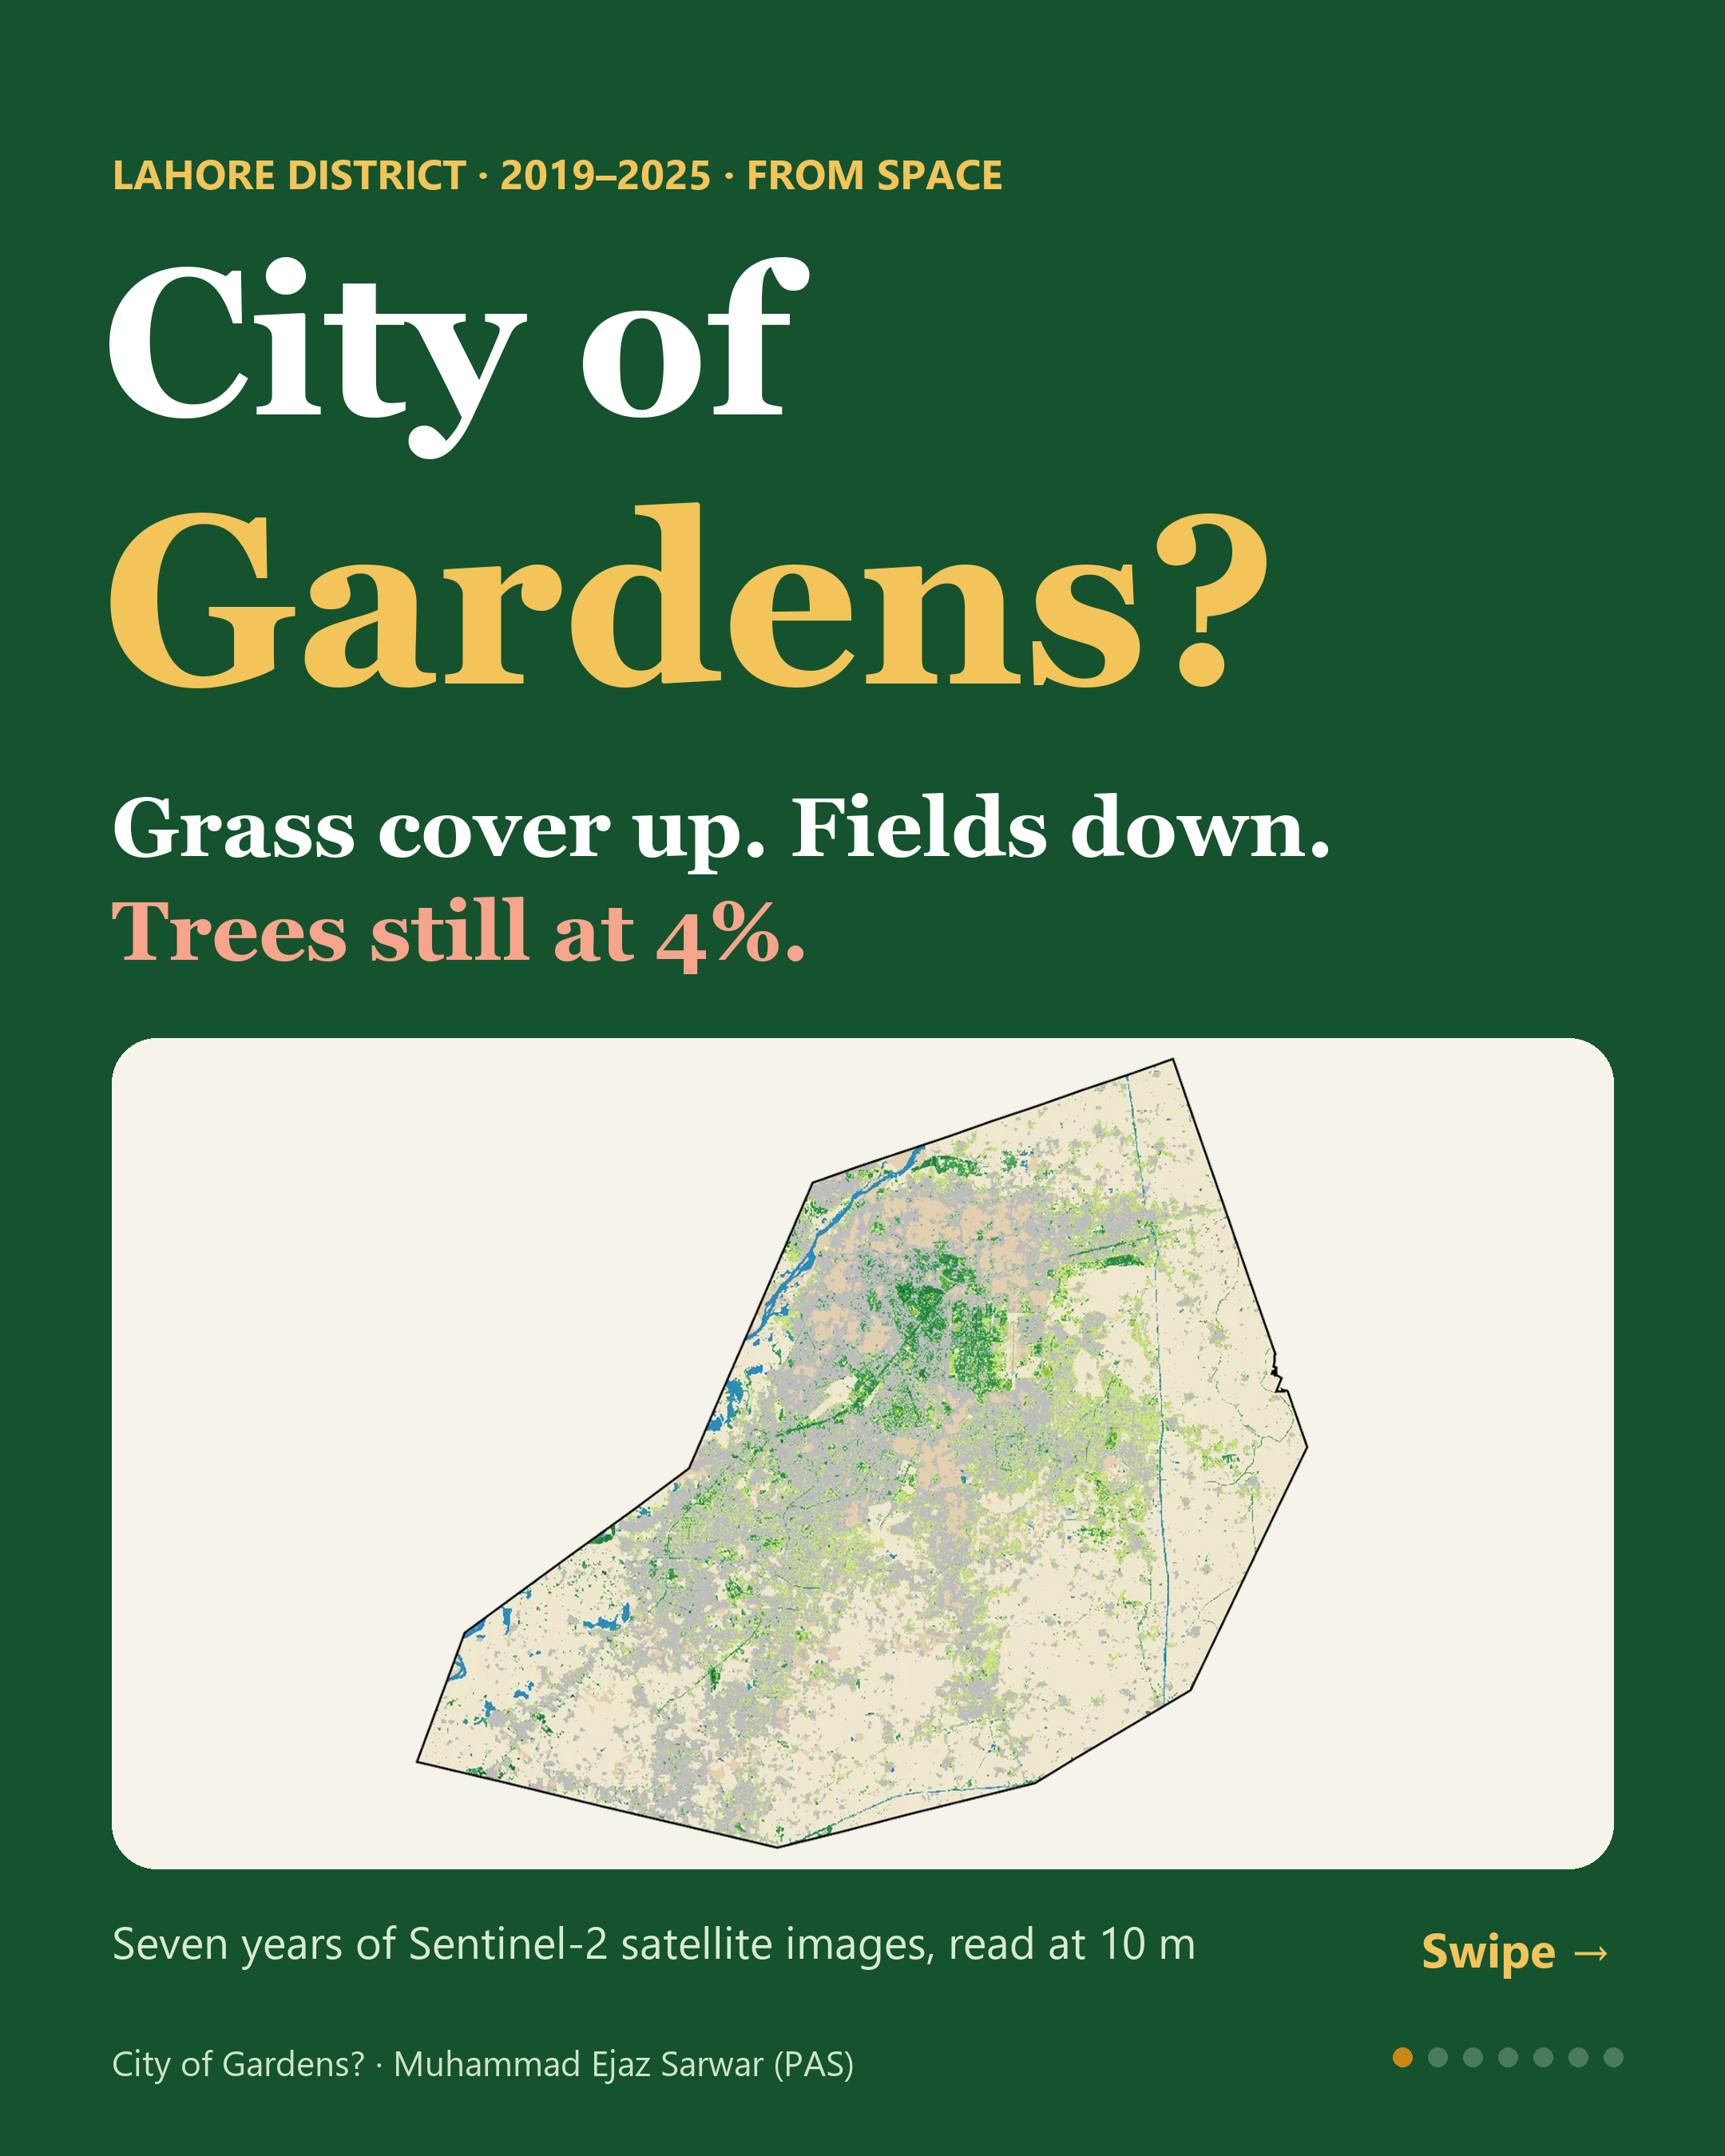 LAHORE DISTRICT · 2019–2025 · FROM SPACE
City of
Gardens?
Grass cover up. Fields down.
Trees still at 4%.
Seven years of Sentinel-2 satellite images, read at 10 m
Swipe →
City of Gardens? · Muhammad Ejaz Sarwar (PAS)